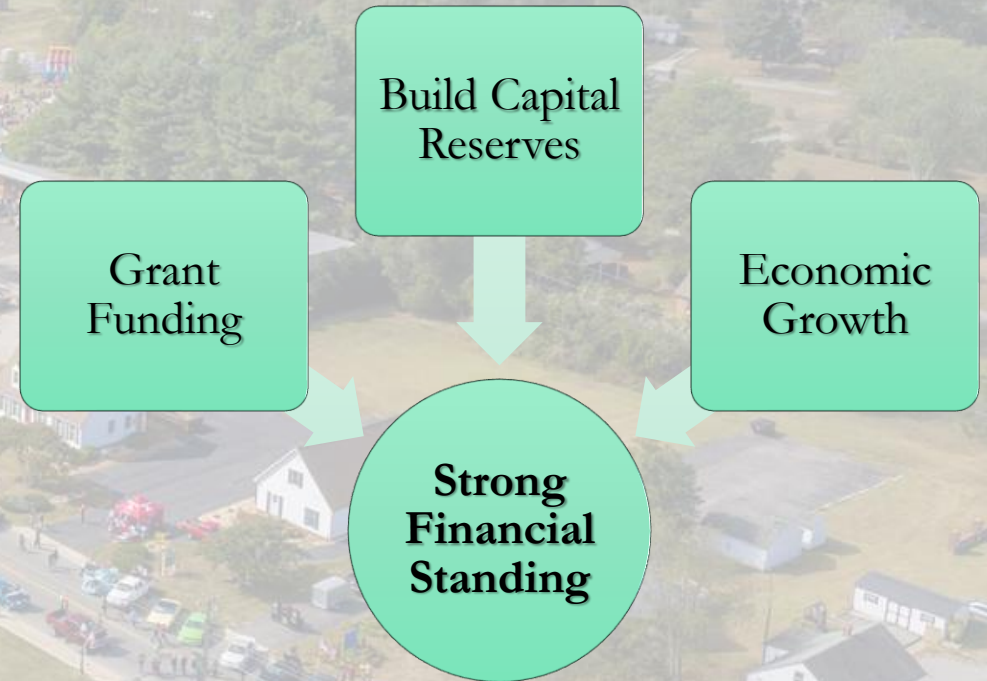 Build Capital
Reserves
Grant
Funding
Economic
Growth
Strong
Financial
Standing